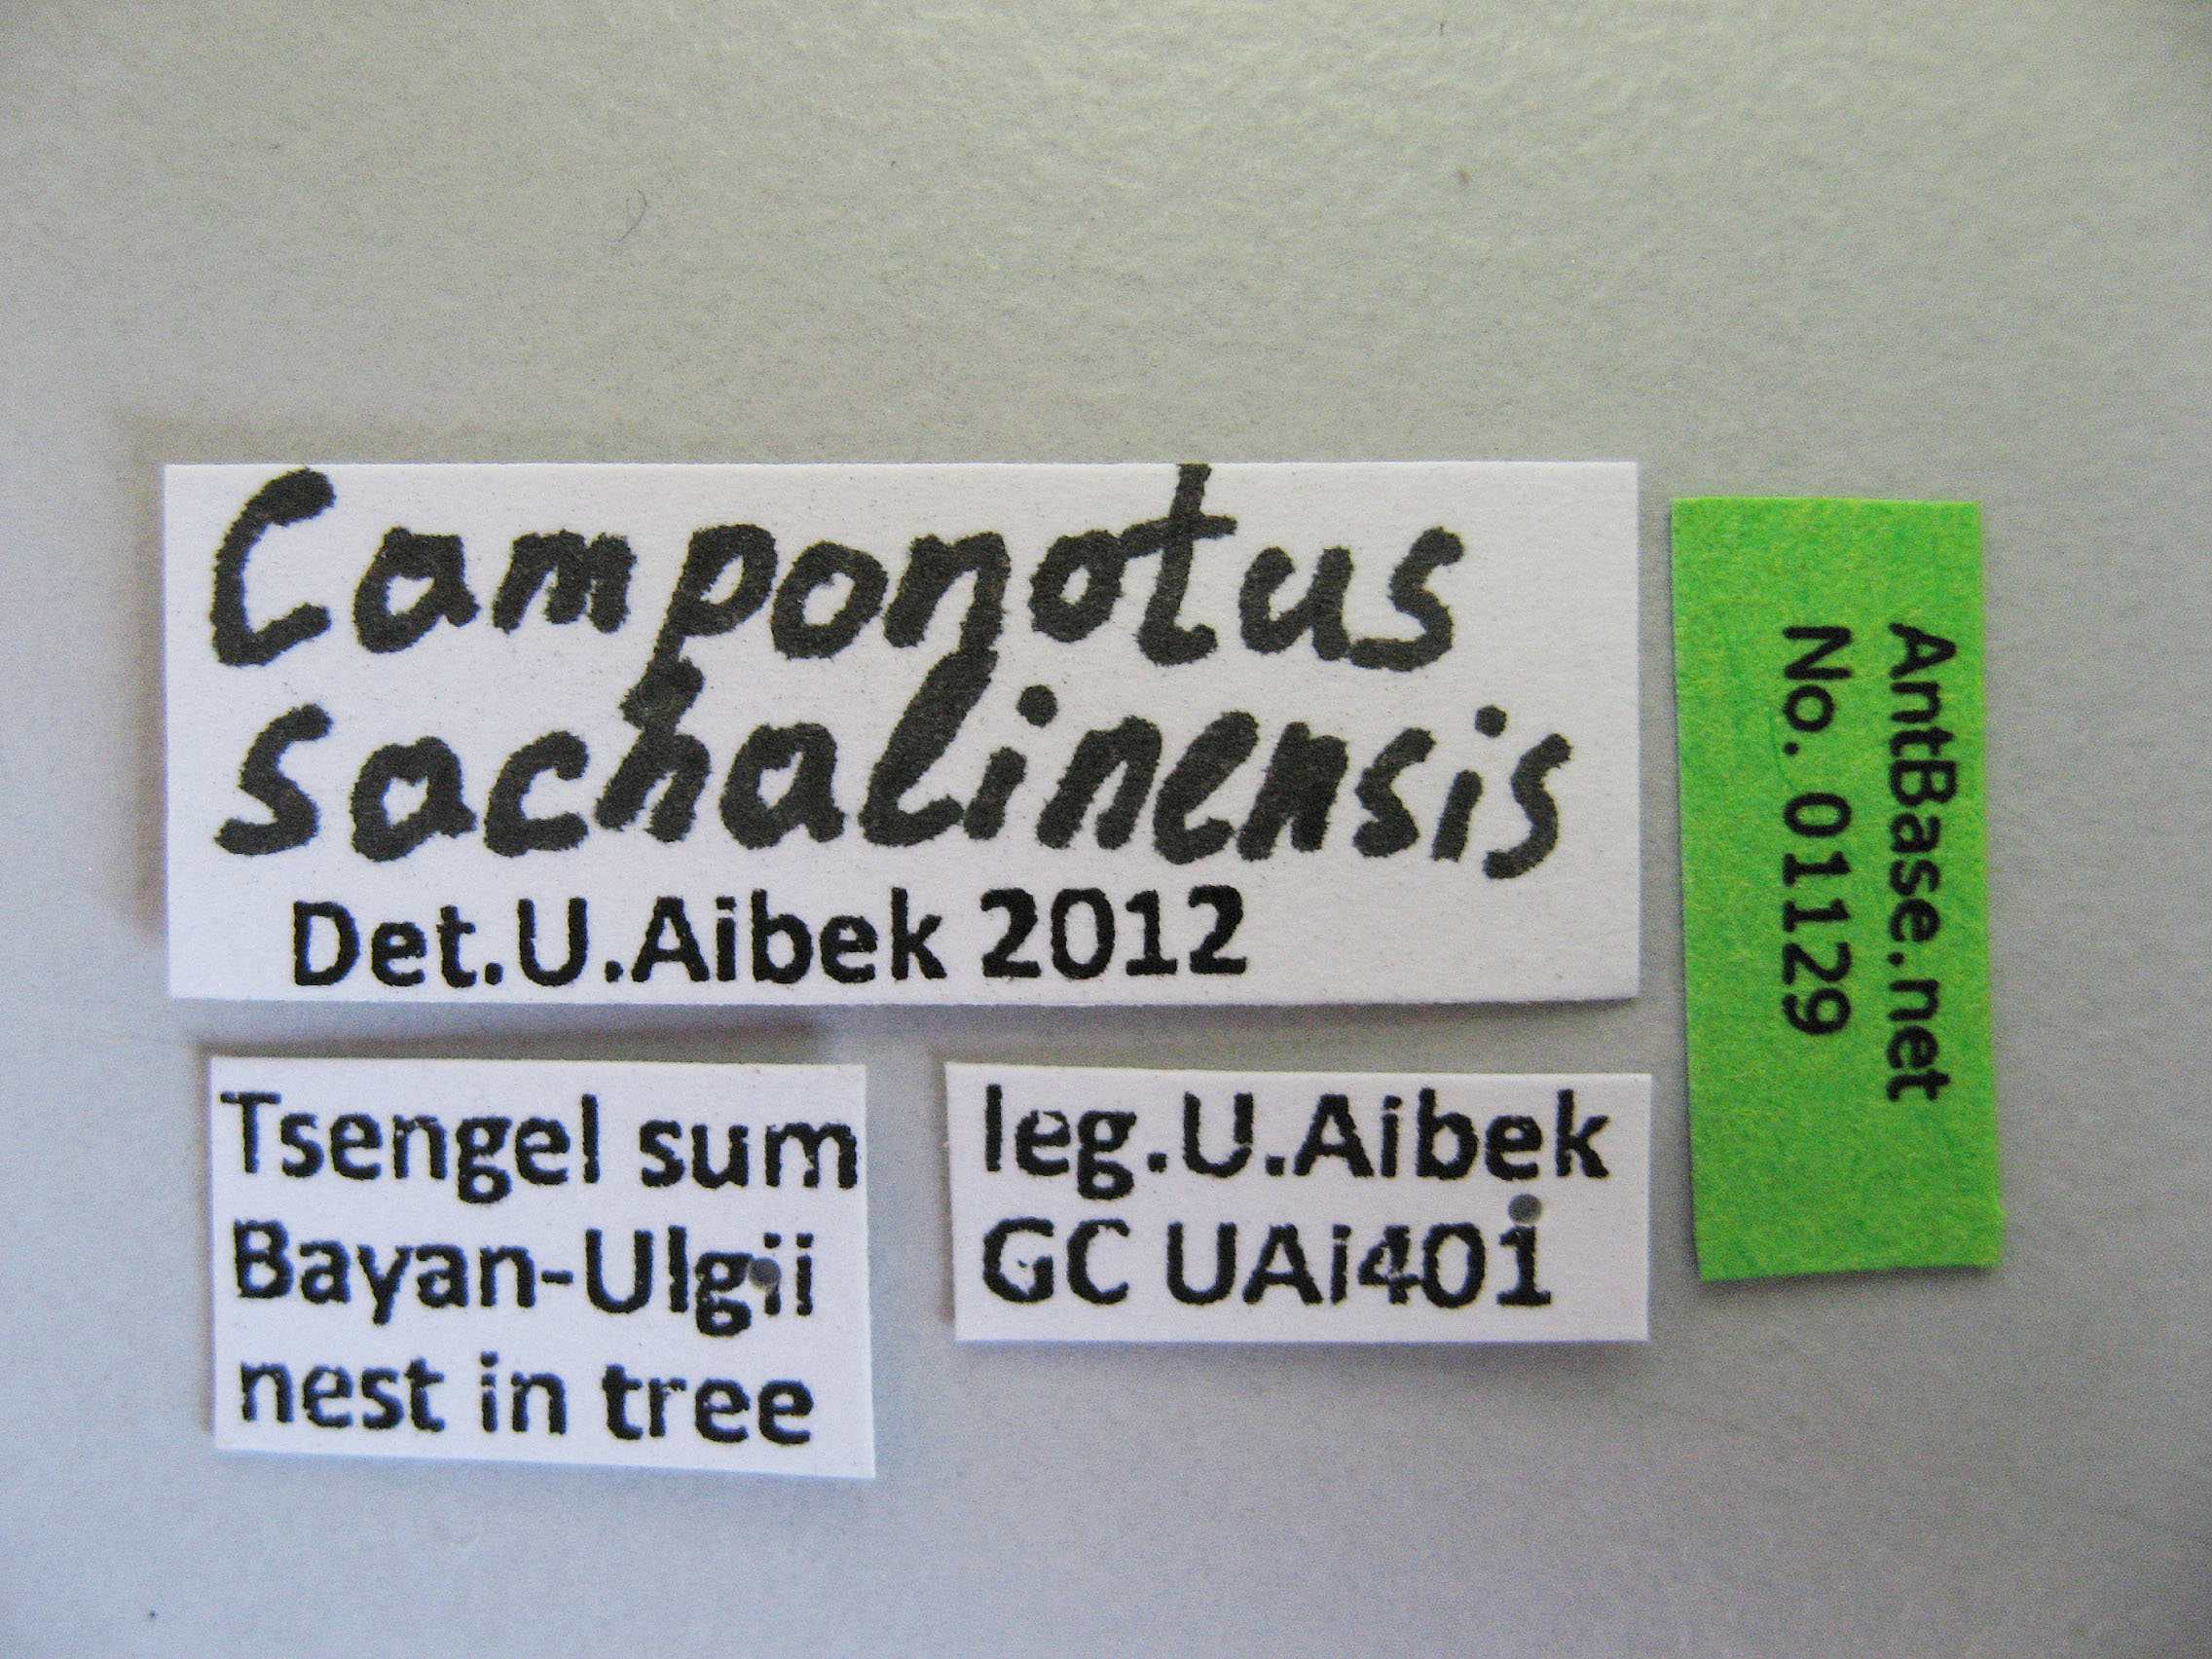 Camponotus
sachalinensis
Det.U.Aibek 2012
Tsengel sum
Bayan-Ulgii
nest in tree
leg.U.Aibek
GC UAi401
AntBase.net
No. 011129